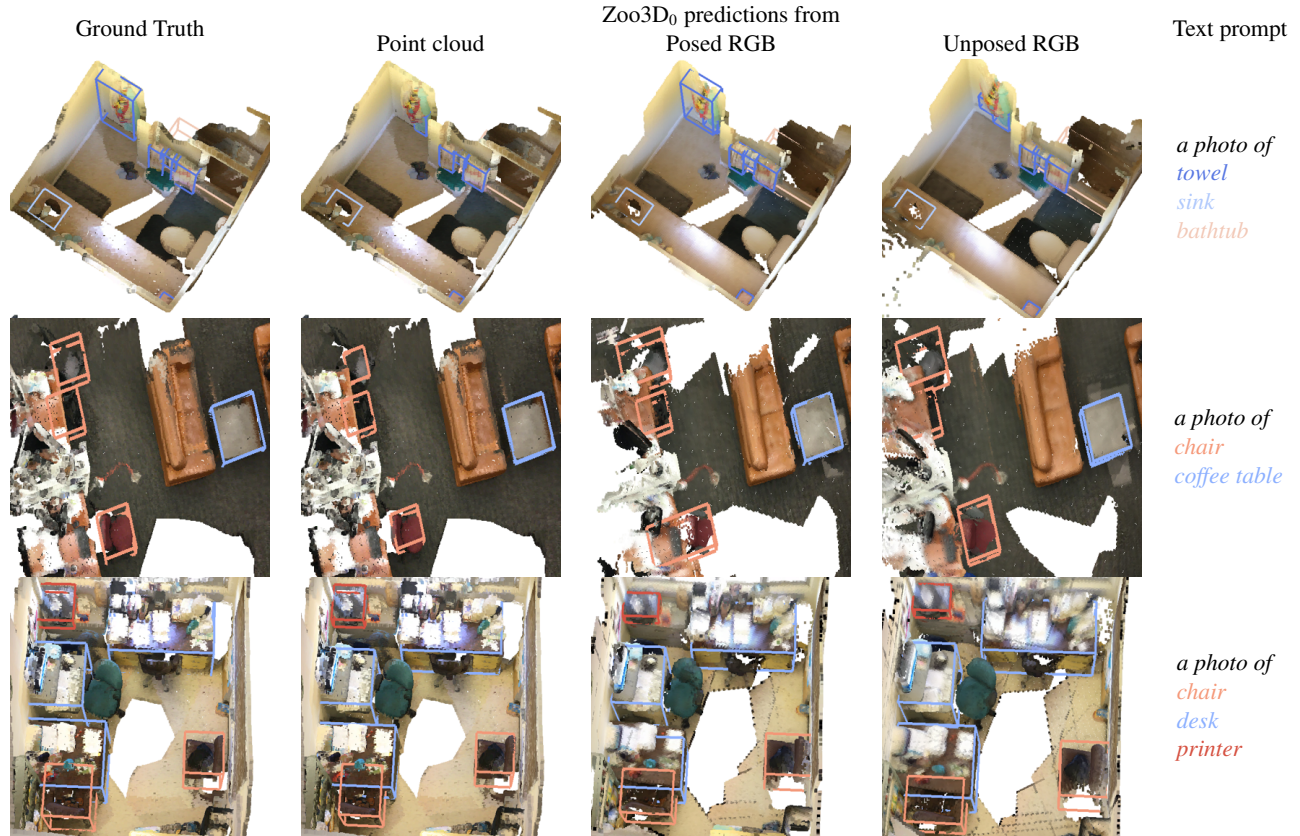 Ground Truth
Point cloud
Zoo3D₀ predictions from
Posed RGB
Unposed RGB
Text prompt
a photo of
towel
sink
bathtub
a photo of
chair
coffee table
a photo of
chair
desk
printer